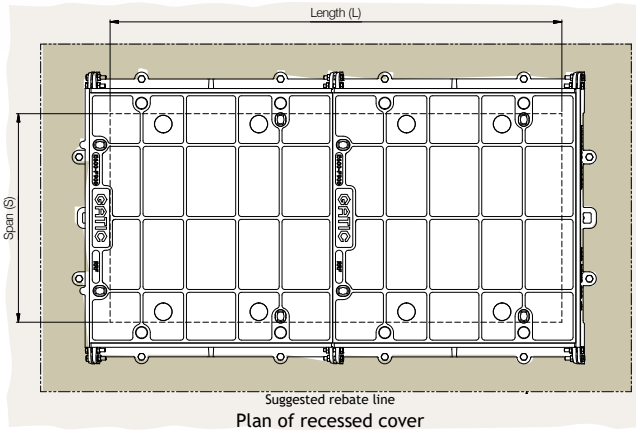 Length (L)
Span (S)
GATIC
GATIC
Suggested rebate line
Plan of recessed cover